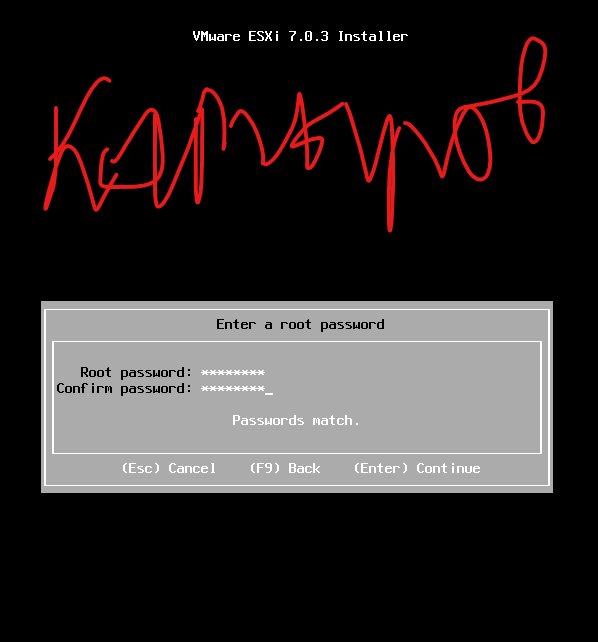 VMware ESXi 7.0.3 Installer
Enter a root password
Root password: ********
Confirm password: ********_
Passwords match.
(Esc) Cancel (F9) Back (Enter) Continue